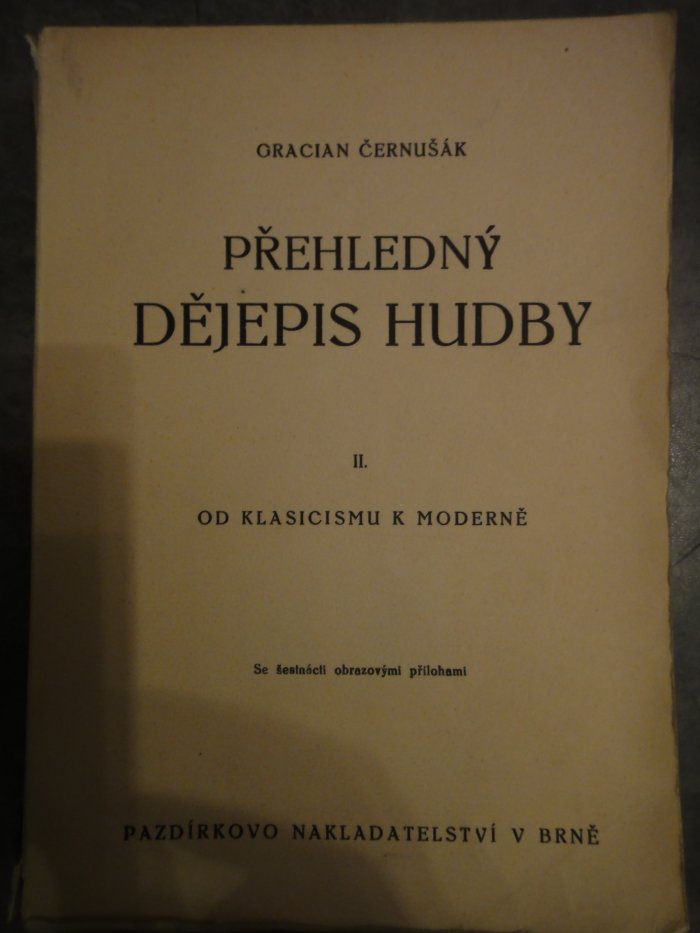 GRACIAN ČERNUŠÁK
PŘEHLEDNÝ
DĚJEPIS HUDBY
II.
OD KLASICISMU K MODERNĚ
Se šestnácti obrazovými přílohami
PAZDÍRKOVO NAKLADATELSTVÍ V BRNĚ